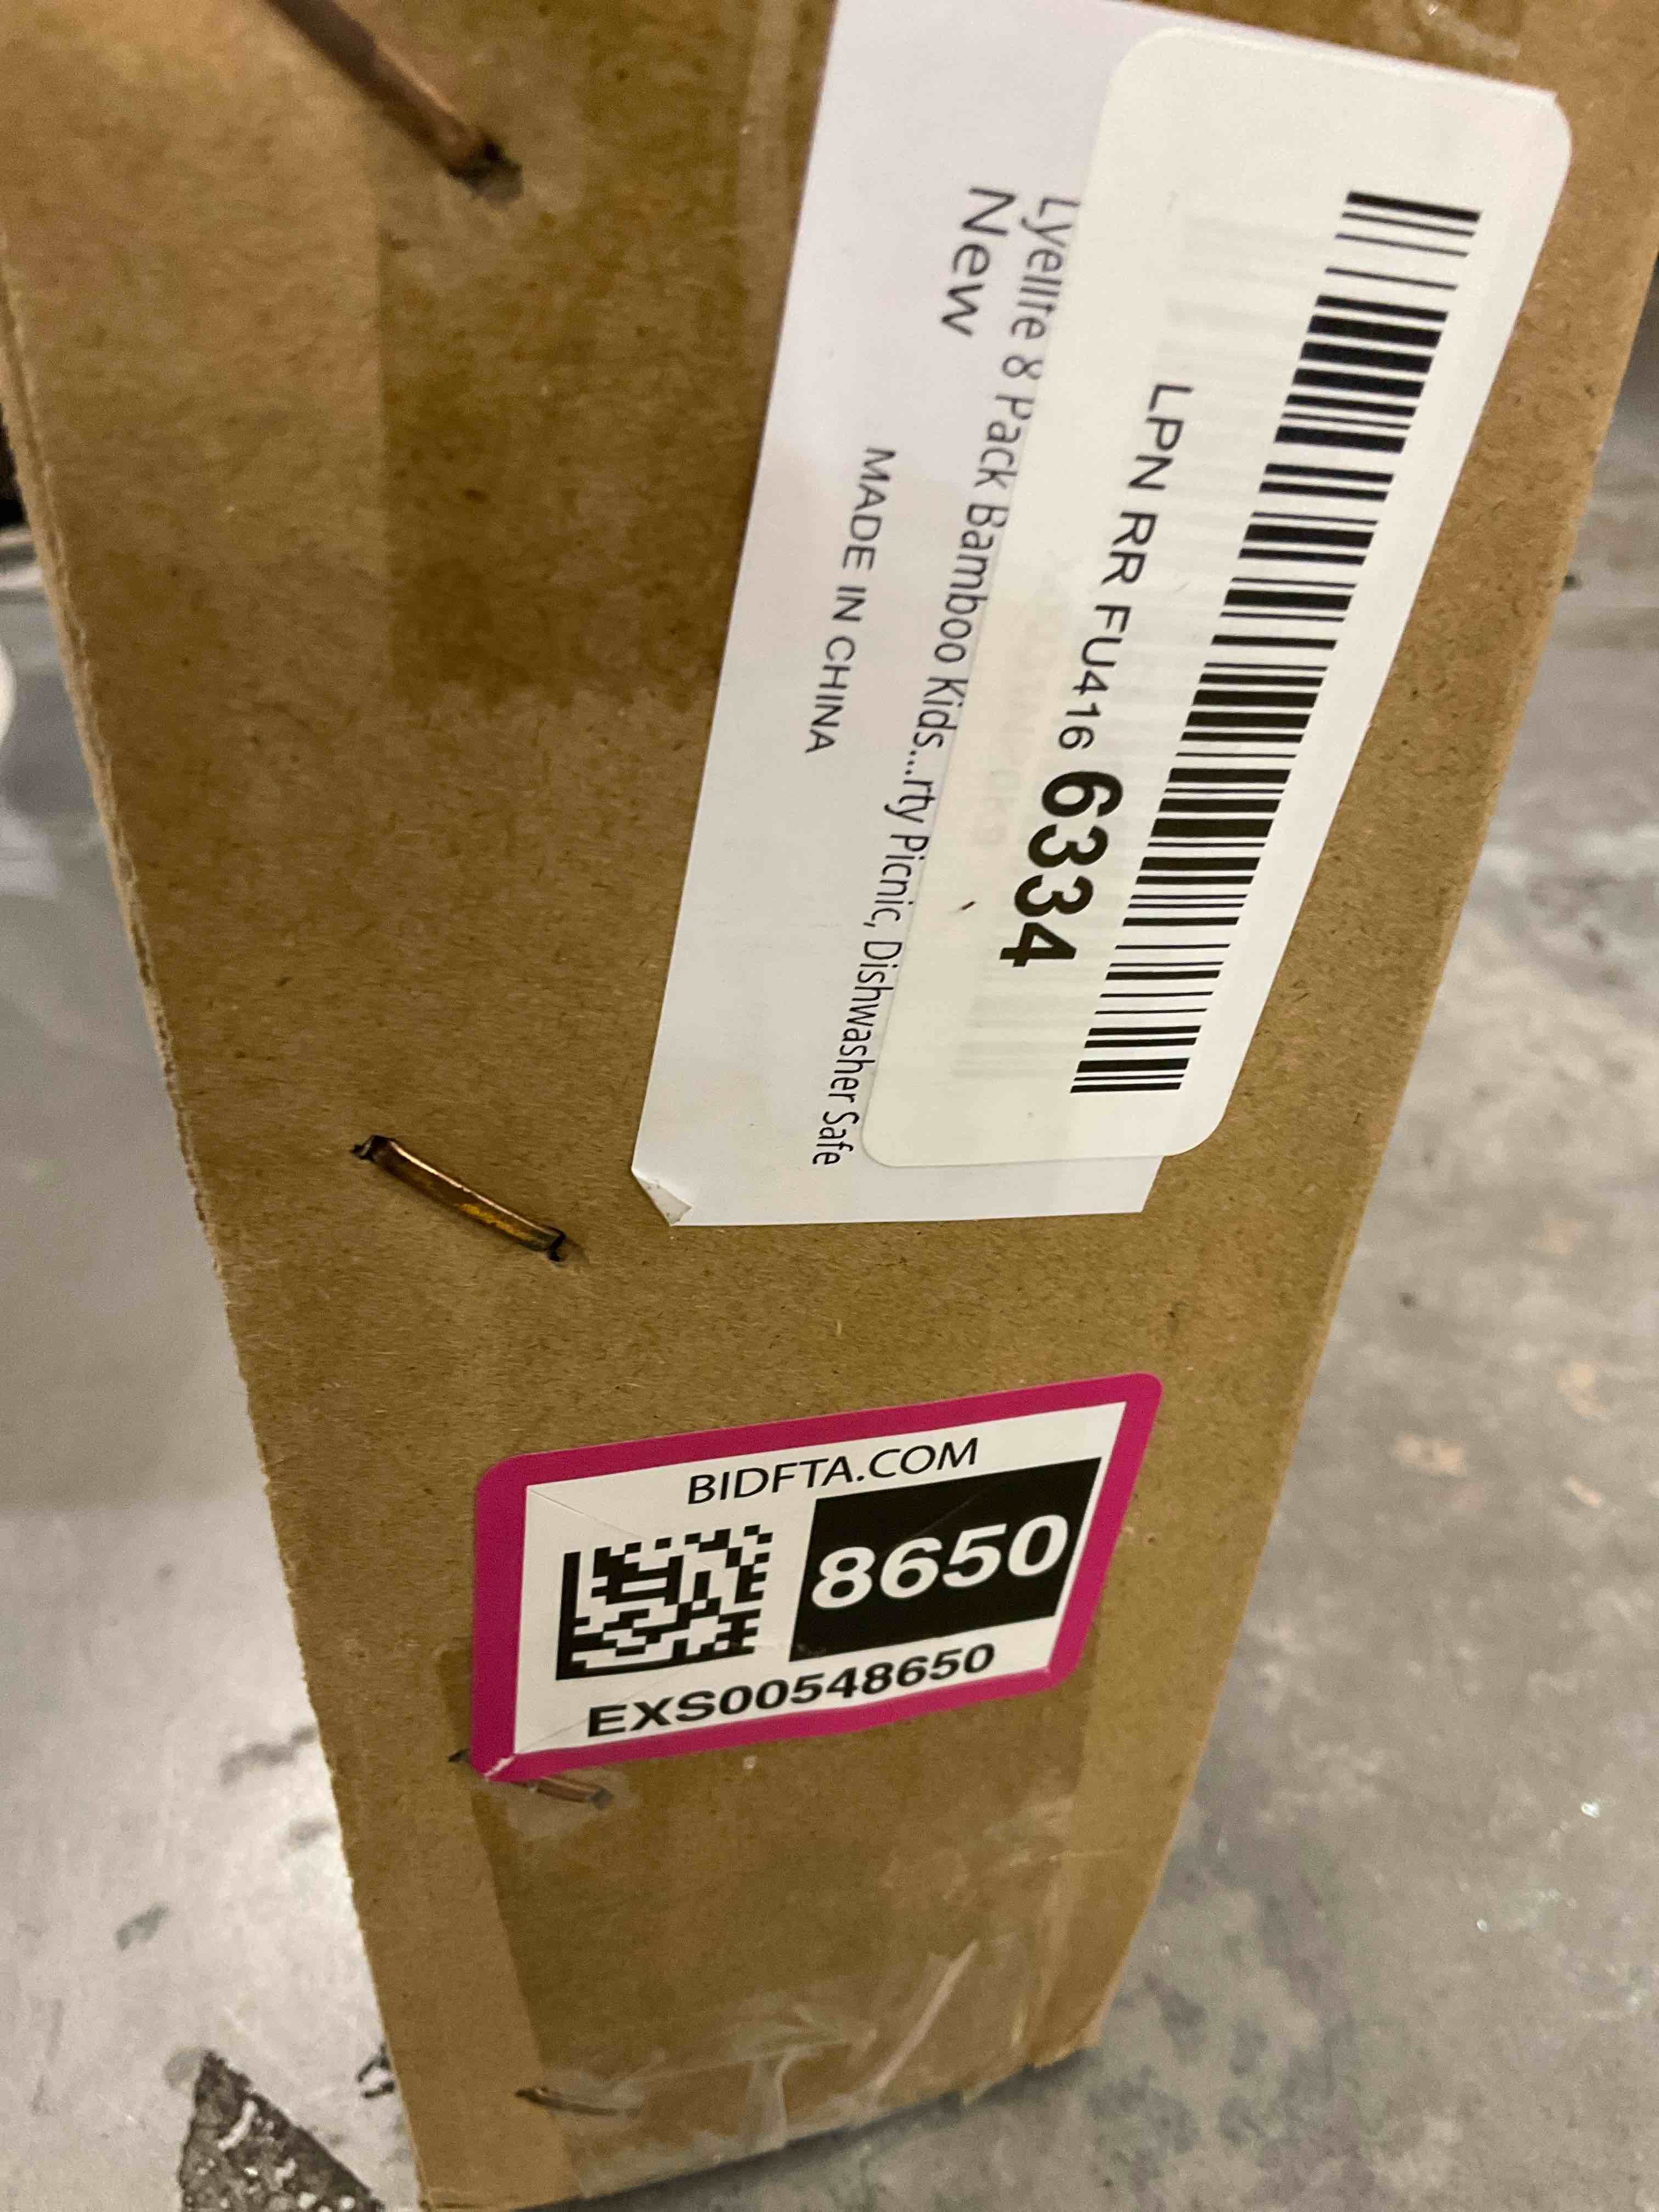 LPN RR FU416 6334
Lyellite 8 Pack Bamboo Kids...rty Picnic, Dishwasher Safe
New
MADE IN CHINA
BIDFTA.COM
8650
EXS00548650